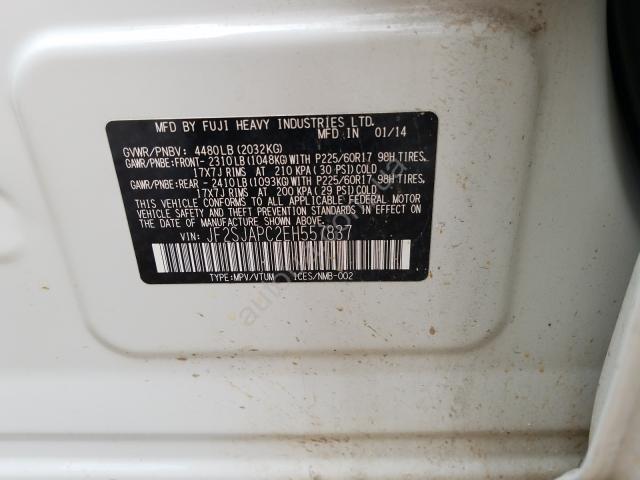 MFD BY FUJI HEAVY INDUSTRIES LTD.
MFD IN 01/14
GVWR/PNBV: 4480LB (2032KG)
GAWR/PNBE:FRONT- 2310LB(1048KG)WITH P225/60R17 98H TIRES,
17X7J RIMS AT 210 KPA(30 PSI)COLD
GAWR/PNBE:REAR - 2410LB(1093KG)WITH P225/60R17 98H TIRES,
17X7J RIMS AT 200 KPA(29 PSI)COLD
THIS VEHICLE CONFORMS TO ALL APPLICABLE FEDERAL MOTOR
VEHICLE SAFETY AND THEFT PREVENTION STANDARDS IN EFFECT ON
THE DATE OF MANUFACTURE SHOWN ABOVE.
VIN: JF2SJAPC2EH557837
TYPE:MPV/VTUM ICES/NMB-002